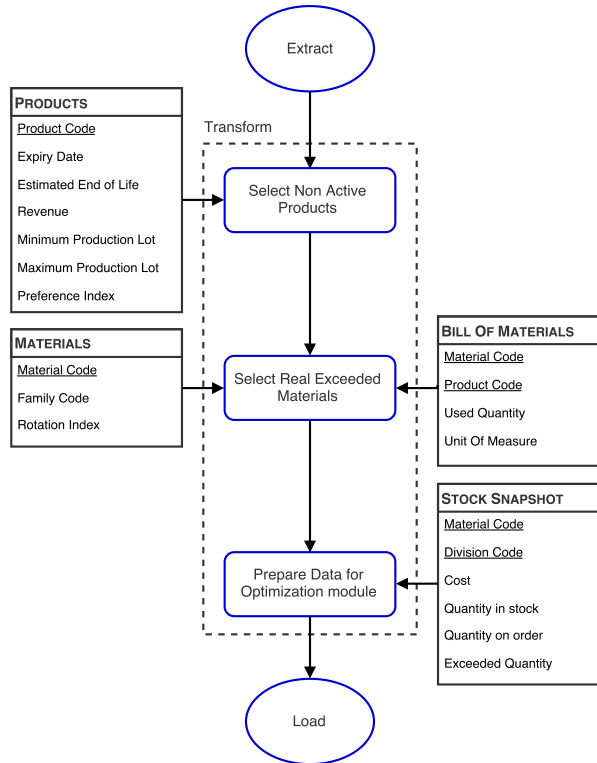 Extract
PRODUCTS
Product Code
Expiry Date
Estimated End of Life
Revenue
Minimum Production Lot
Maximum Production Lot
Preference Index
Transform
Select Non Active
Products
MATERIALS
Material Code
Family Code
Rotation Index
Select Real Exceeded
Materials
BILL OF MATERIALS
Material Code
Product Code
Used Quantity
Unit Of Measure
STOCK SNAPSHOT
Material Code
Division Code
Cost
Quantity in stock
Quantity on order
Exceeded Quantity
Prepare Data for
Optimization module
Load